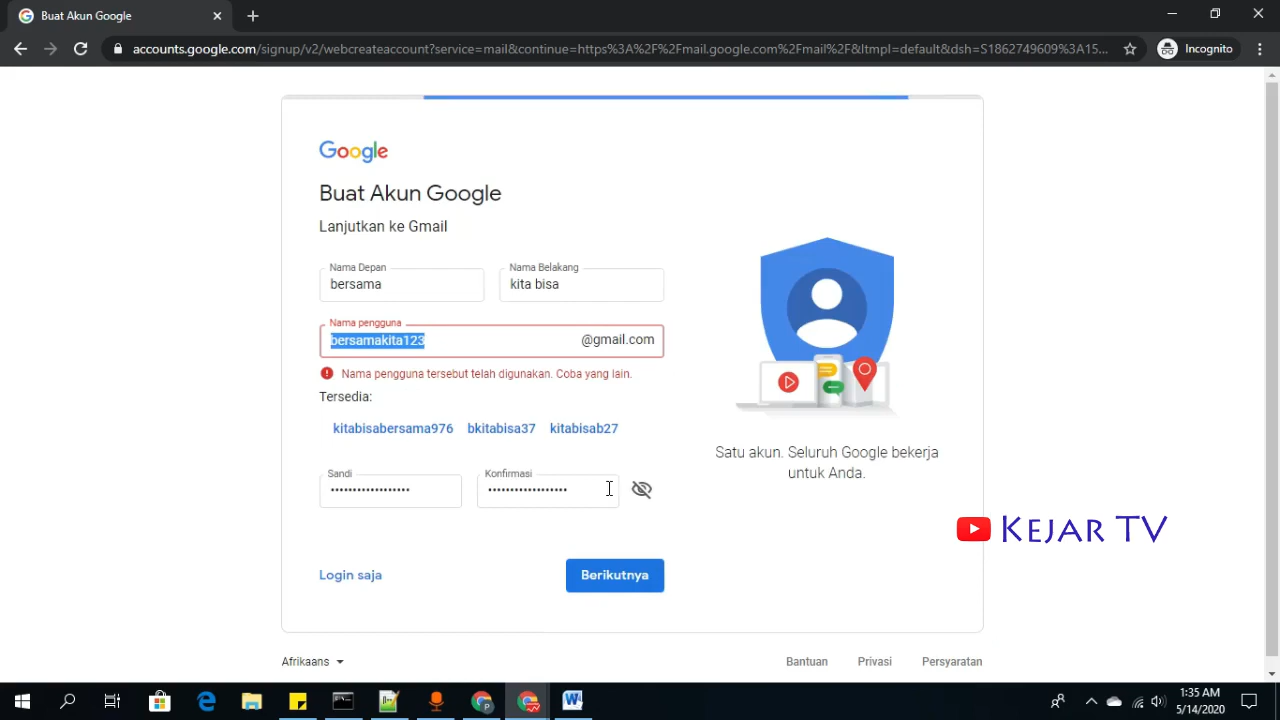 Buat Akun Google
accounts.google.com/signup/v2/webcreateaccount?service=mail&continue=https%3A%2F%2Fmail.google.com%2Fmail%2F&ltmpl=default&dsh=S1862749609%3A15...
Incognito
Google
Buat Akun Google
Lanjutkan ke Gmail
Nama Depan
Nama Belakang
bersama
kita bisa
Nama pengguna
bersamakita123
@gmail.com
Nama pengguna tersebut telah digunakan. Coba yang lain.
Tersedia:
kitabisabersama976 bkitabisa37 kitabisab27
Sandi
Konfirmasi
••••••••••••••••••
••••••••••••••••••
Login saja
Berikutnya
Satu akun. Seluruh Google bekerja
untuk Anda.
Kejar TV
Afrikaans
Bantuan Privasi Persyaratan
1:35 AM
5/14/2020